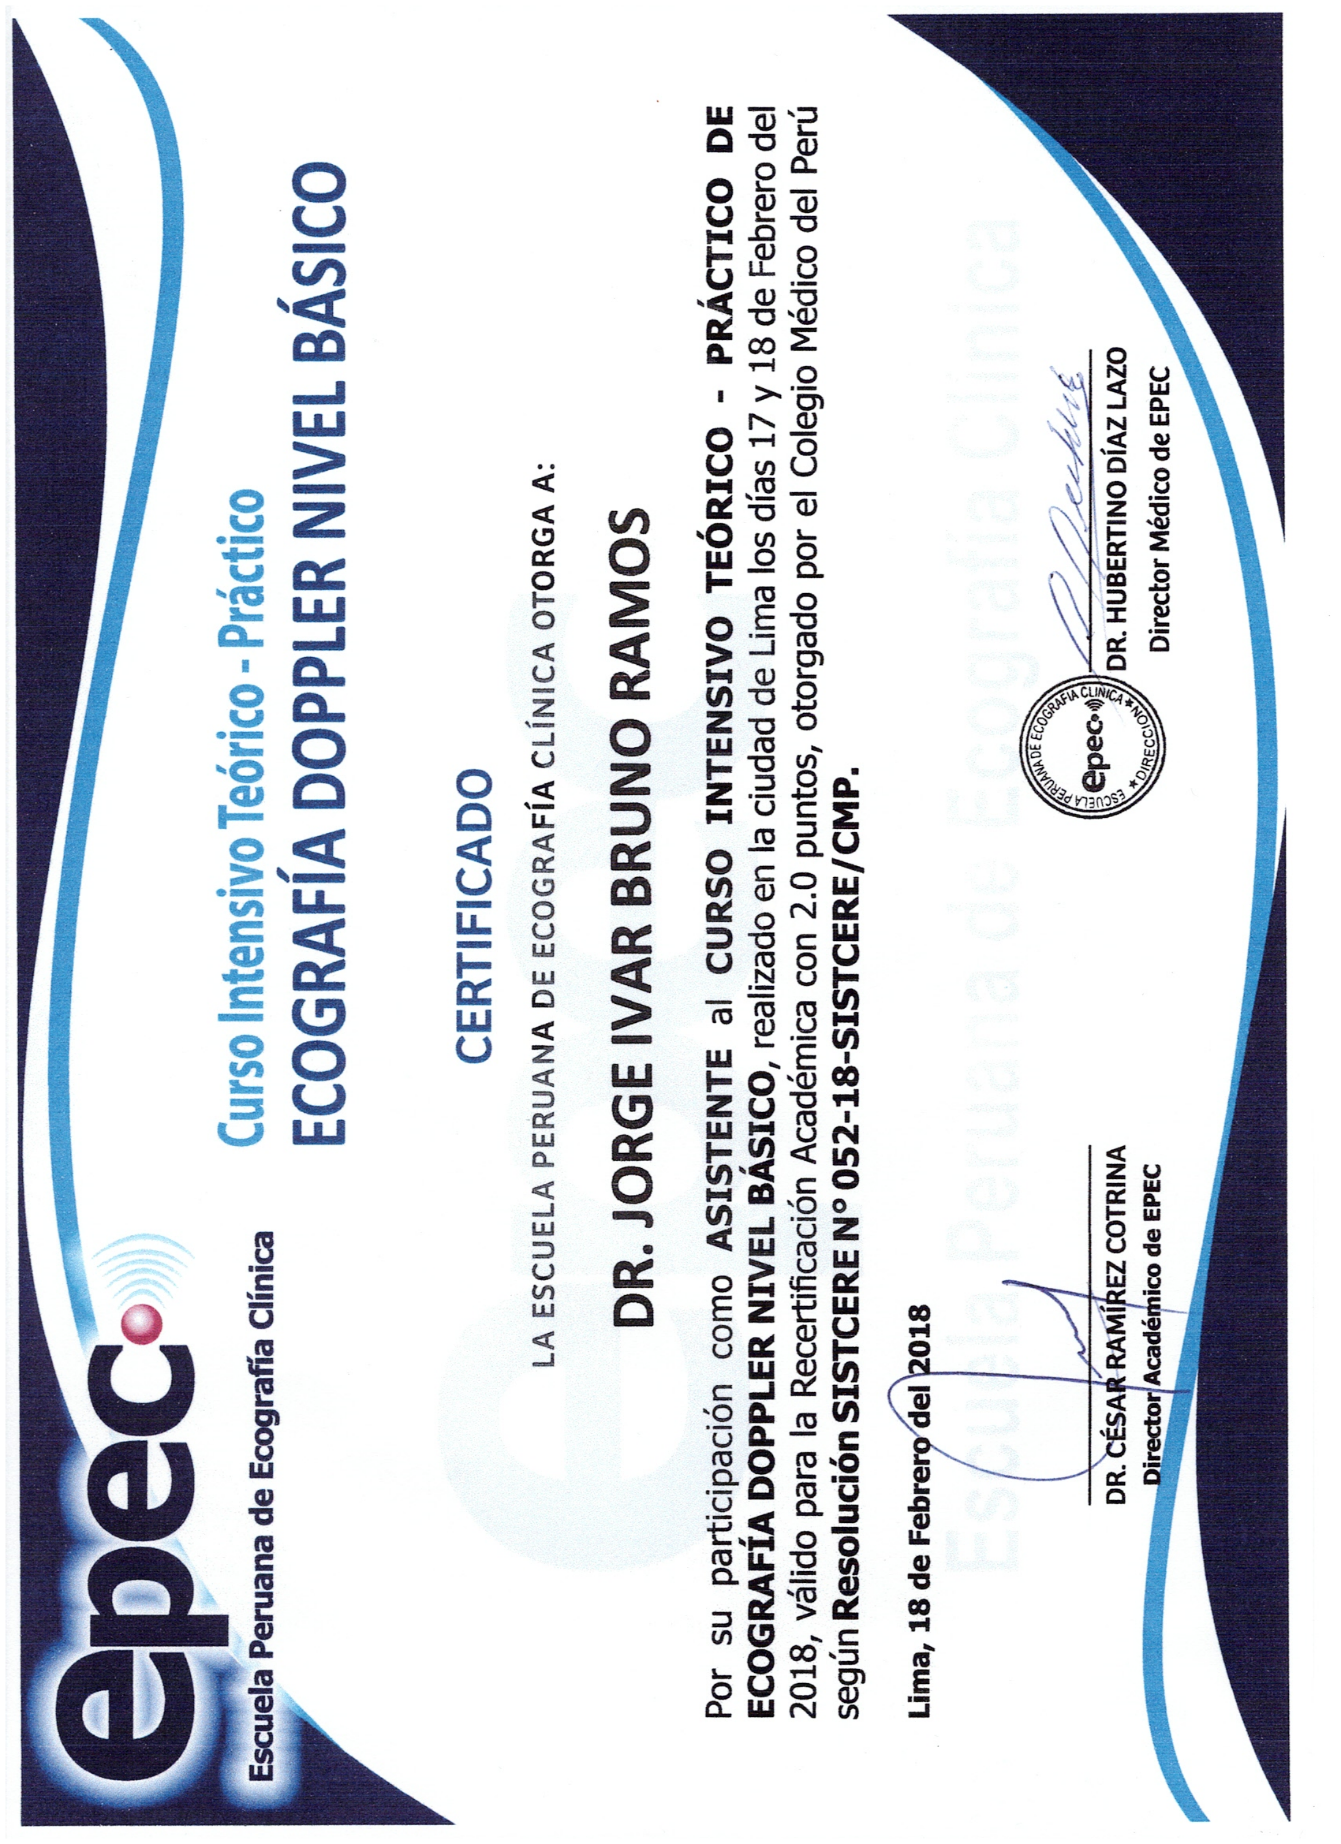 epec
Escuela Peruana de Ecografía Clínica
Curso Intensivo Teórico - Práctico
ECOGRAFÍA DOPPLER NIVEL BÁSICO
CERTIFICADO
LA ESCUELA PERUANA DE ECOGRAFÍA CLÍNICA OTORGA A:
DR. JORGE IVAR BRUNO RAMOS
Por su participación como ASISTENTE al CURSO INTENSIVO TEÓRICO - PRÁCTICO DE
ECOGRAFÍA DOPPLER NIVEL BÁSICO, realizado en la ciudad de Lima los días 17 y 18 de Febrero del
2018, válido para la Recertificación Académica con 2.0 puntos, otorgado por el Colegio Médico del Perú
según Resolución SISTCERE N° 052-18-SISTCERE/CMP.
Lima, 18 de Febrero del 2018
epec
Escuela Peruana de Ecografía Clínica
DR. CÉSAR RAMÍREZ COTRINA
Director Académico de EPEC
ESCUELA PERUANA DE ECOGRAFIA CLINICA
epec
★ DIRECCION ★
DR. HUBERTINO DÍAZ LAZO
Director Médico de EPEC